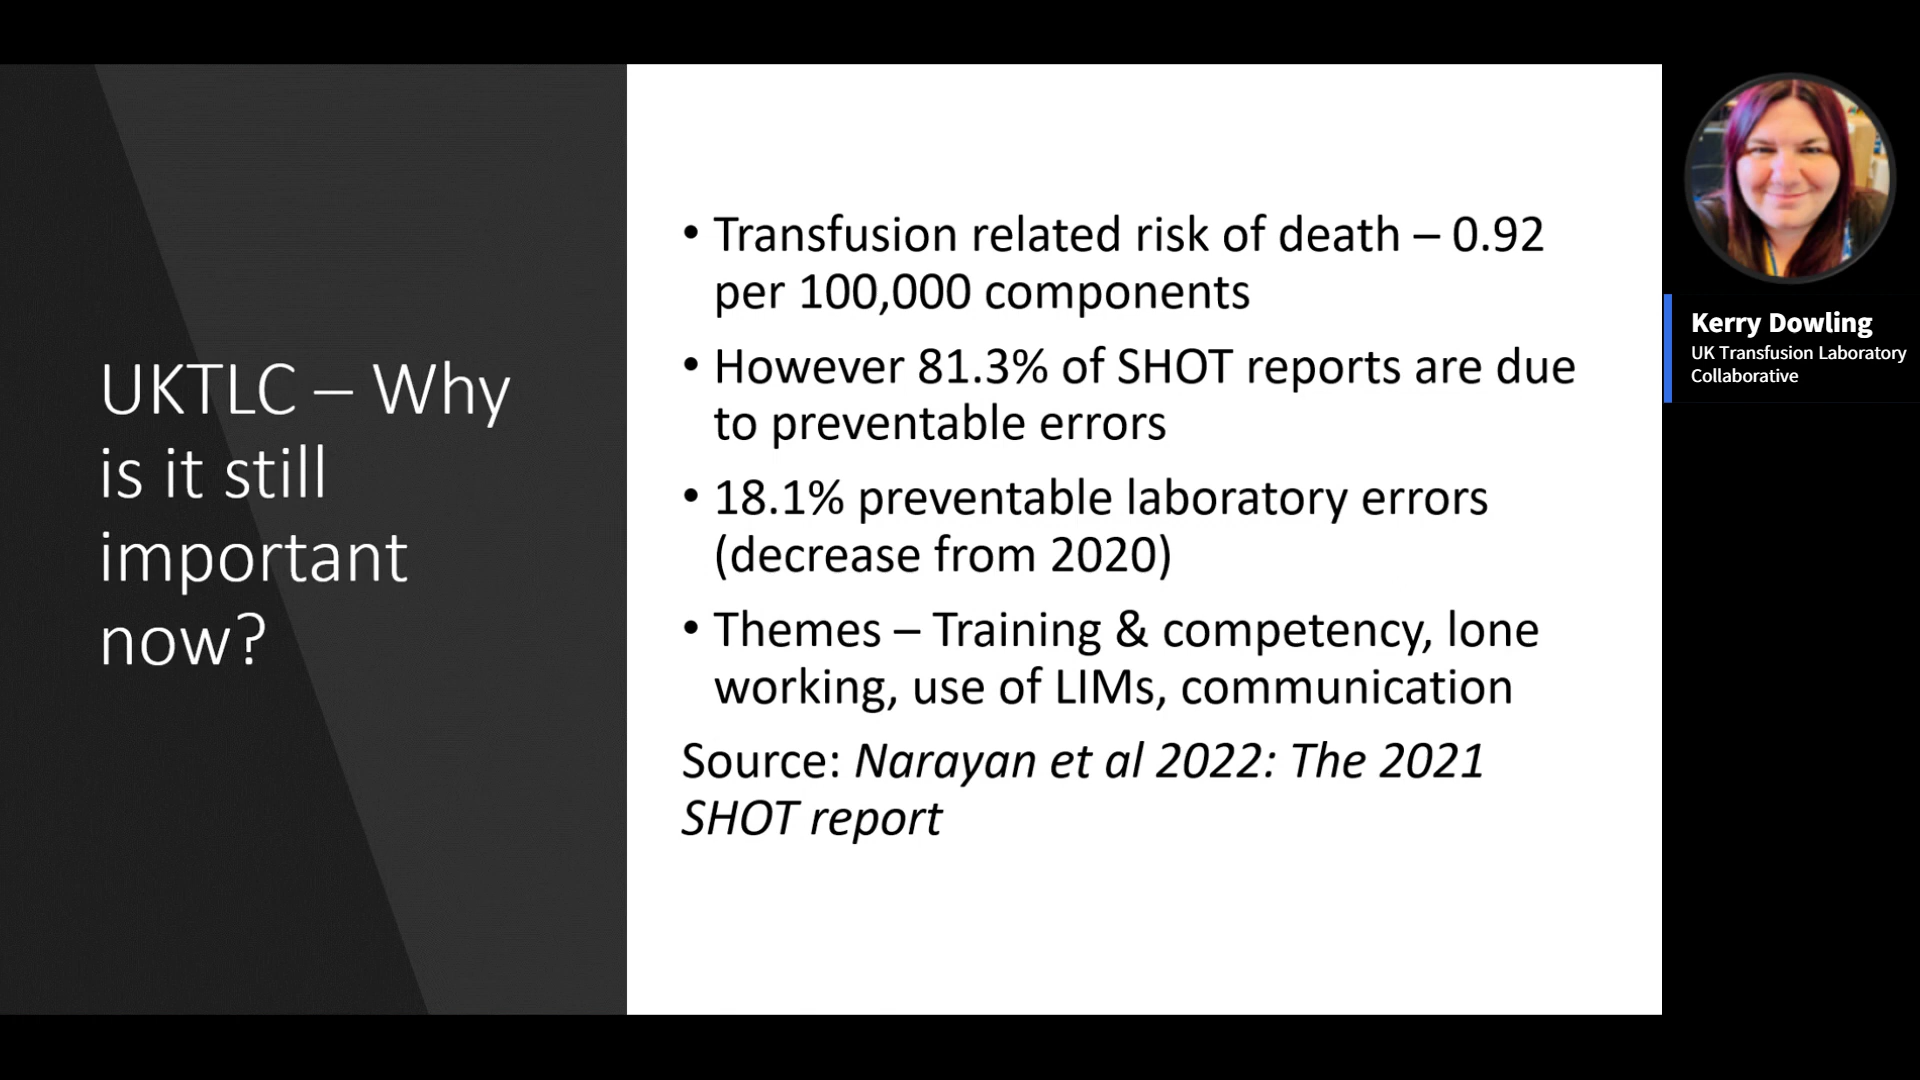 UKTLC – Why
is it still
important
now?
• Transfusion related risk of death – 0.92
per 100,000 components
• However 81.3% of SHOT reports are due
to preventable errors
• 18.1% preventable laboratory errors
(decrease from 2020)
• Themes – Training & competency, lone
working, use of LIMs, communication
Source: Narayan et al 2022: The 2021
SHOT report
Kerry Dowling
UK Transfusion Laboratory
Collaborative